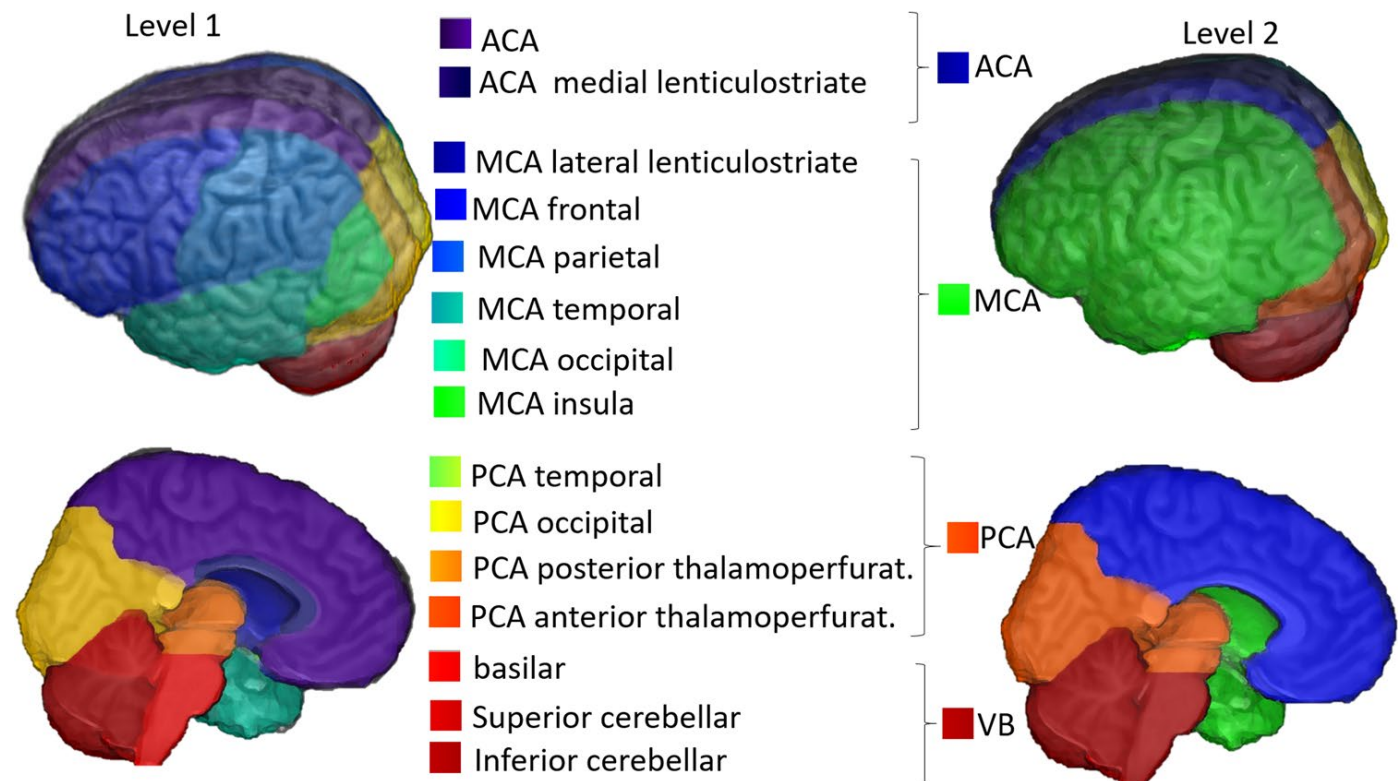 Level 1
Level 2
ACA
ACA medial lenticulostriate
ACA
MCA lateral lenticulostriate
MCA frontal
MCA parietal
MCA temporal
MCA occipital
MCA insula
MCA
PCA temporal
PCA occipital
PCA posterior thalamoperfurat.
PCA anterior thalamoperfurat.
PCA
basilar
Superior cerebellar
Inferior cerebellar
VB